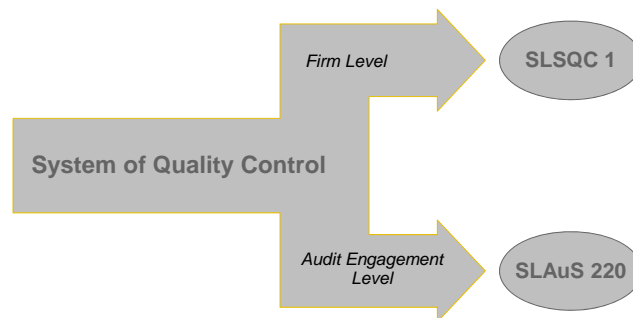 Firm Level
SLSQC 1
System of Quality Control
Audit Engagement
Level
SLAuS 220